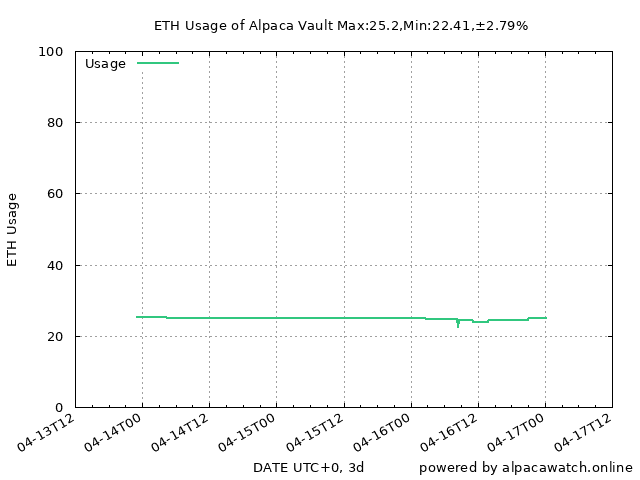 ETH Usage of Alpaca Vault Max:25.2,Min:22.41,±2.79%
Usage
ETH Usage
100
80
60
40
20
0
04-13T12
04-14T00
04-14T12
04-15T00
04-15T12
04-16T00
04-16T12
04-17T00
04-17T12
DATE UTC+0, 3d
powered by alpacawatch.online